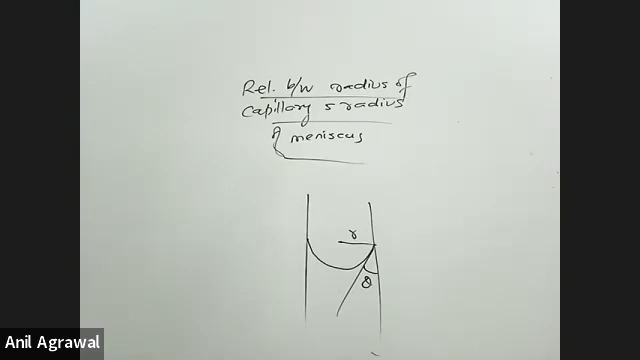 Rel. b/w radius of
Capillary & radius
of meniscus
r
θ
Anil Agrawal